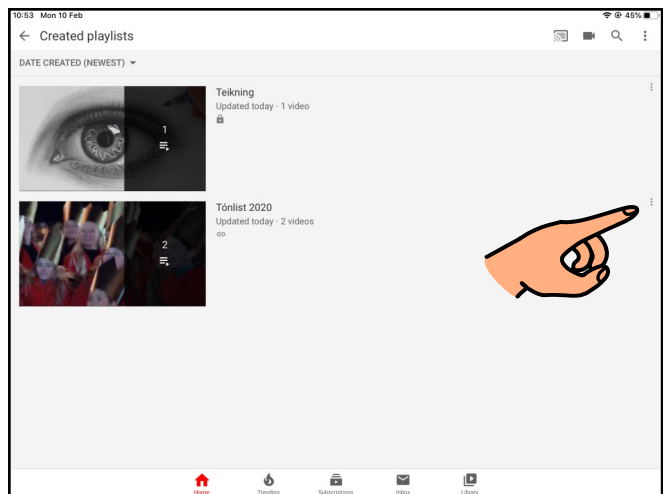 10:53 Mon 10 Feb
45%
Created playlists
DATE CREATED (NEWEST)
Teikning
Updated today · 1 video
1
Tónlist 2020
Updated today · 2 videos
2
Home Trending Subscriptions Inbox Library